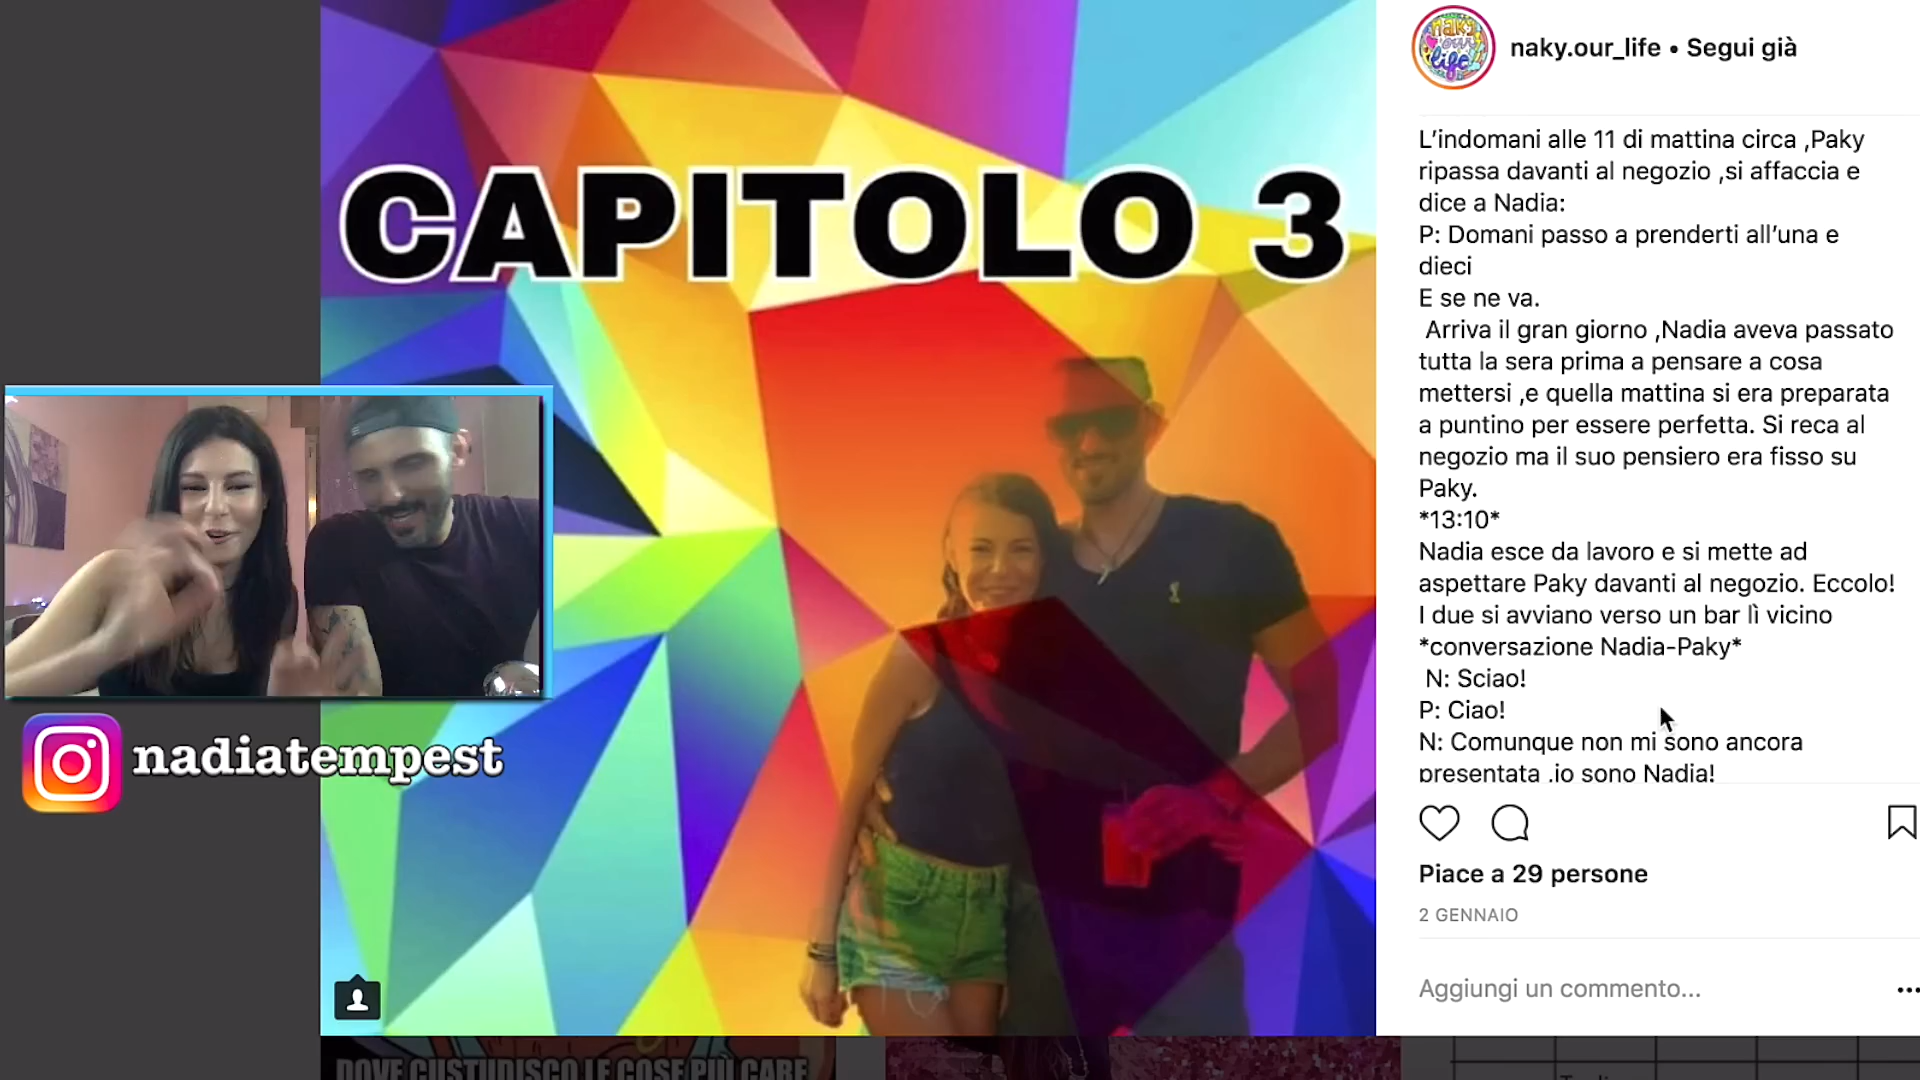 CAPITOLO 3
nadiatempest
DOVE CUSTODISCO LE COSE PIÙ CARE
naky
our
life
naky.our_life • Segui già
L’indomani alle 11 di mattina circa ,Paky
ripassa davanti al negozio ,si affaccia e
dice a Nadia:
P: Domani passo a prenderti all’una e
dieci
E se ne va.
Arriva il gran giorno ,Nadia aveva passato
tutta la sera prima a pensare a cosa
mettersi ,e quella mattina si era preparata
a puntino per essere perfetta. Si reca al
negozio ma il suo pensiero era fisso su
Paky.
*13:10*
Nadia esce da lavoro e si mette ad
aspettare Paky davanti al negozio. Eccolo!
I due si avviano verso un bar lì vicino
*conversazione Nadia-Paky*
N: Sciao!
P: Ciao!
N: Comunque non mi sono ancora
presentata ,io sono Nadia!
Piace a 29 persone
2 GENNAIO
Aggiungi un commento...